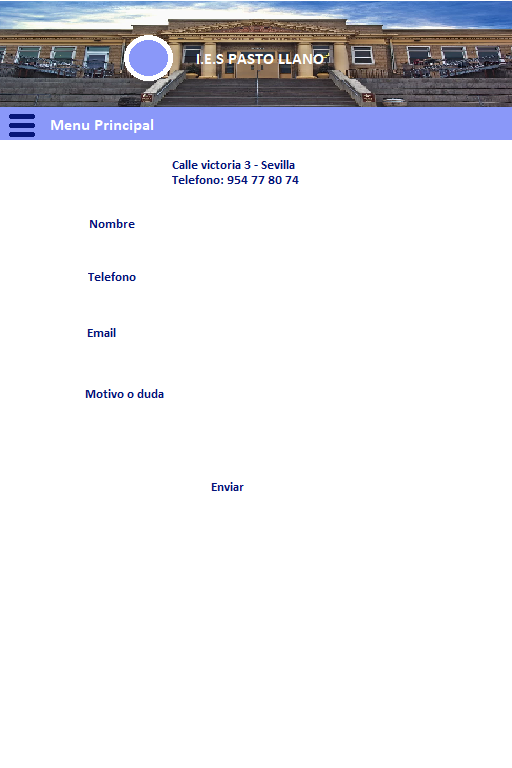 I.E.S PASTO LLANO
Menu Principal
Calle victoria 3 - Sevilla
Telefono: 954 77 80 74
Nombre
Telefono
Email
Motivo o duda
Enviar